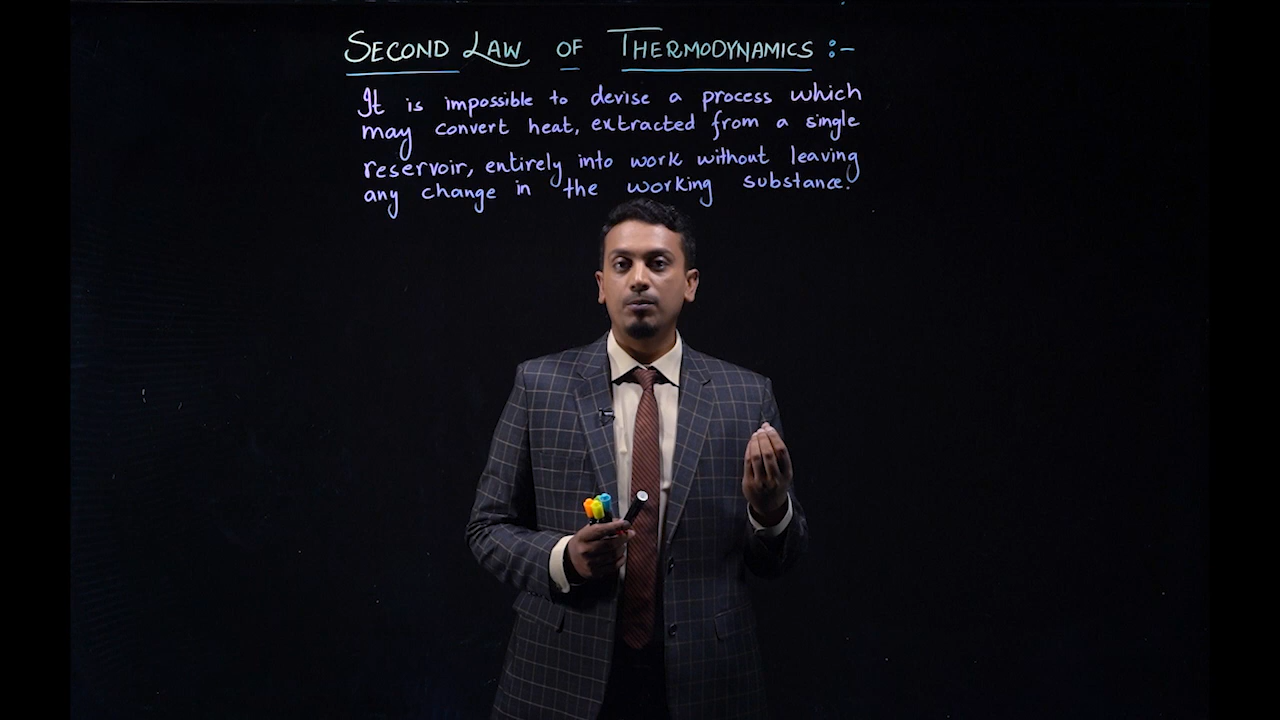 SECOND LAW OF THERMODYNAMICS :-
It is impossible to devise a process which
may convert heat, extracted from a single
reservoir, entirely into work without leaving
any change in the working substance.